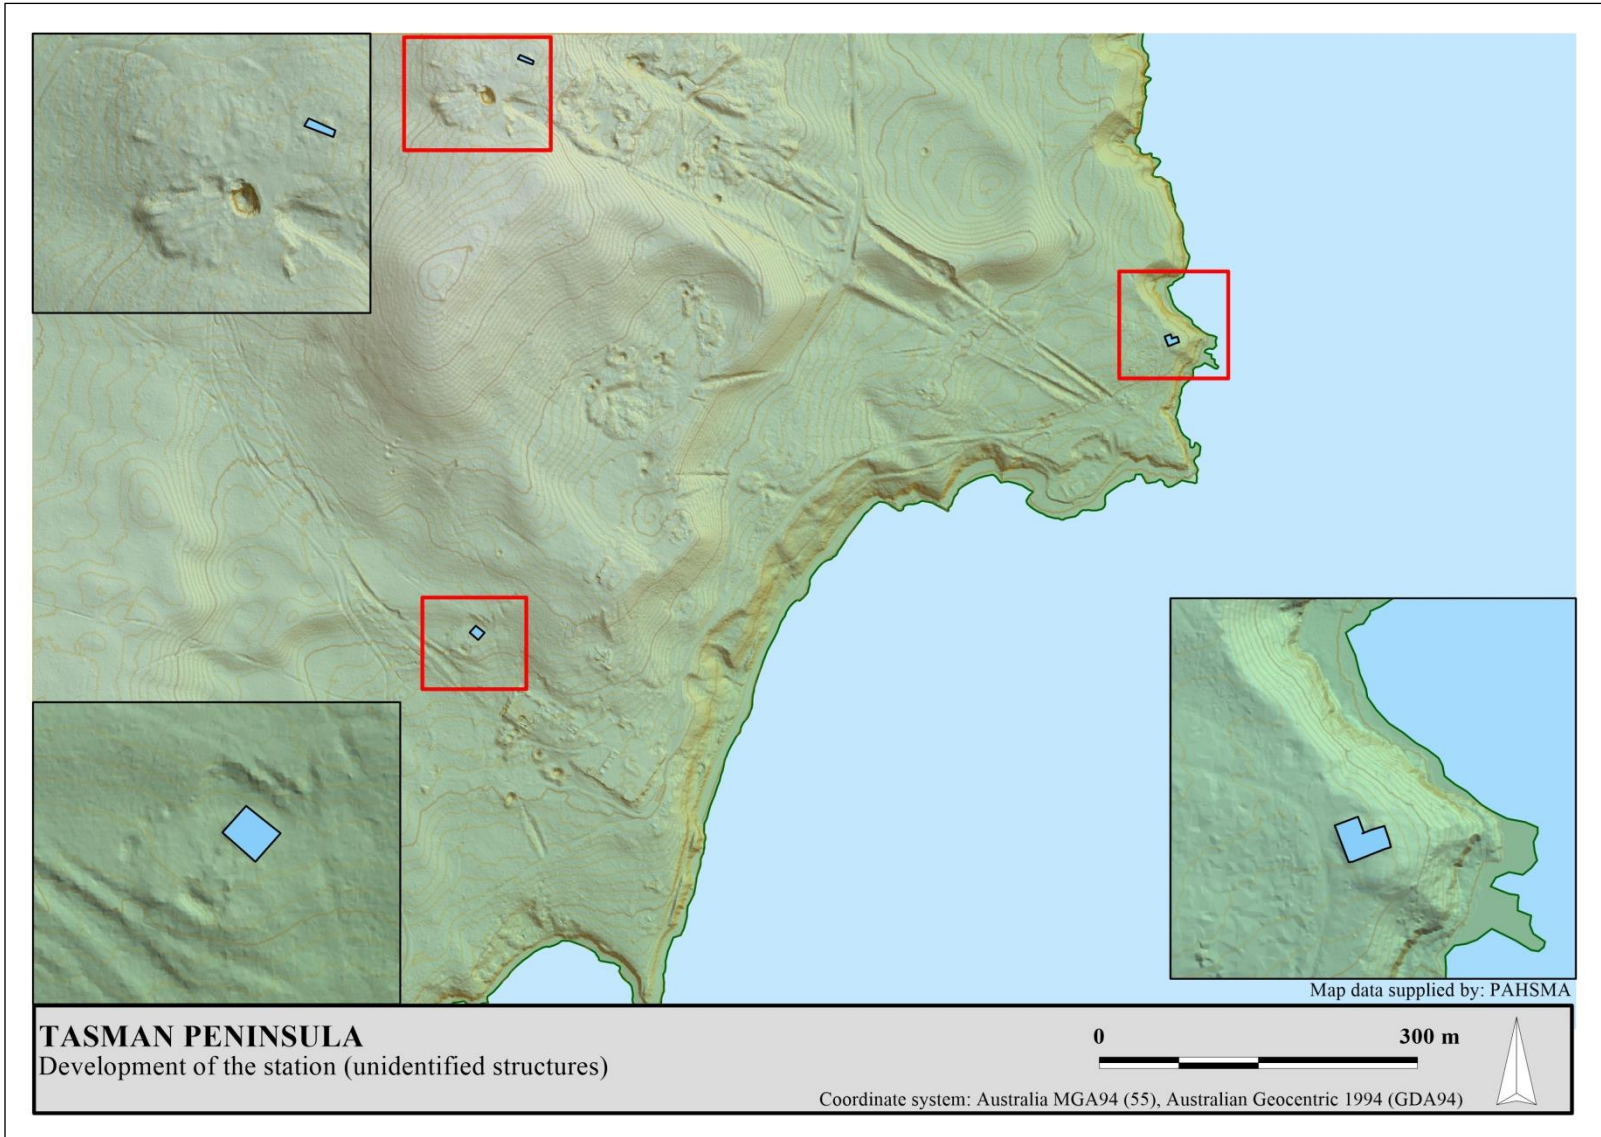 Map data supplied by: PAHSMA
TASMAN PENINSULA
Development of the station (unidentified structures)
0 300 m
Coordinate system: Australia MGA94 (55), Australian Geocentric 1994 (GDA94)